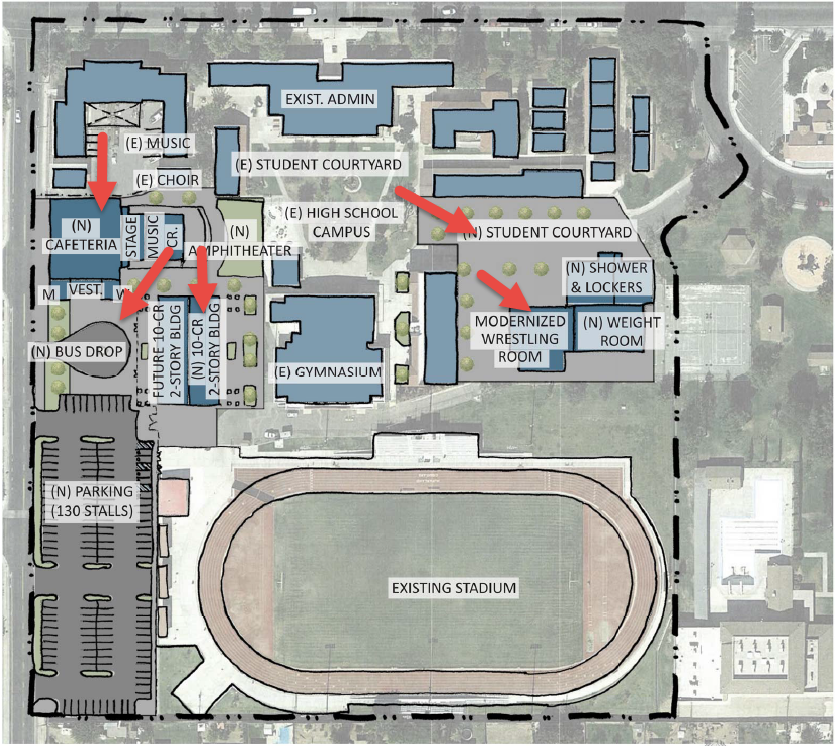 EXIST. ADMIN
(E) MUSIC
(E) STUDENT COURTYARD
(E) CHOIR
(E) HIGH SCHOOL
CAMPUS
(N)
CAFETERIA
STAGE
MUSIC
CR.
(N)
AMPHITHEATER
(N) STUDENT COURTYARD
(N) SHOWER
& LOCKERS
M
VEST.
W
MODERNIZED
WRESTLING
ROOM
(N) WEIGHT
ROOM
(N) BUS DROP
FUTURE 10-CR
2-STORY BLDG
(N) 10-CR
2-STORY BLDG
(E) GYMNASIUM
(N) PARKING
(130 STALLS)
EXISTING STADIUM